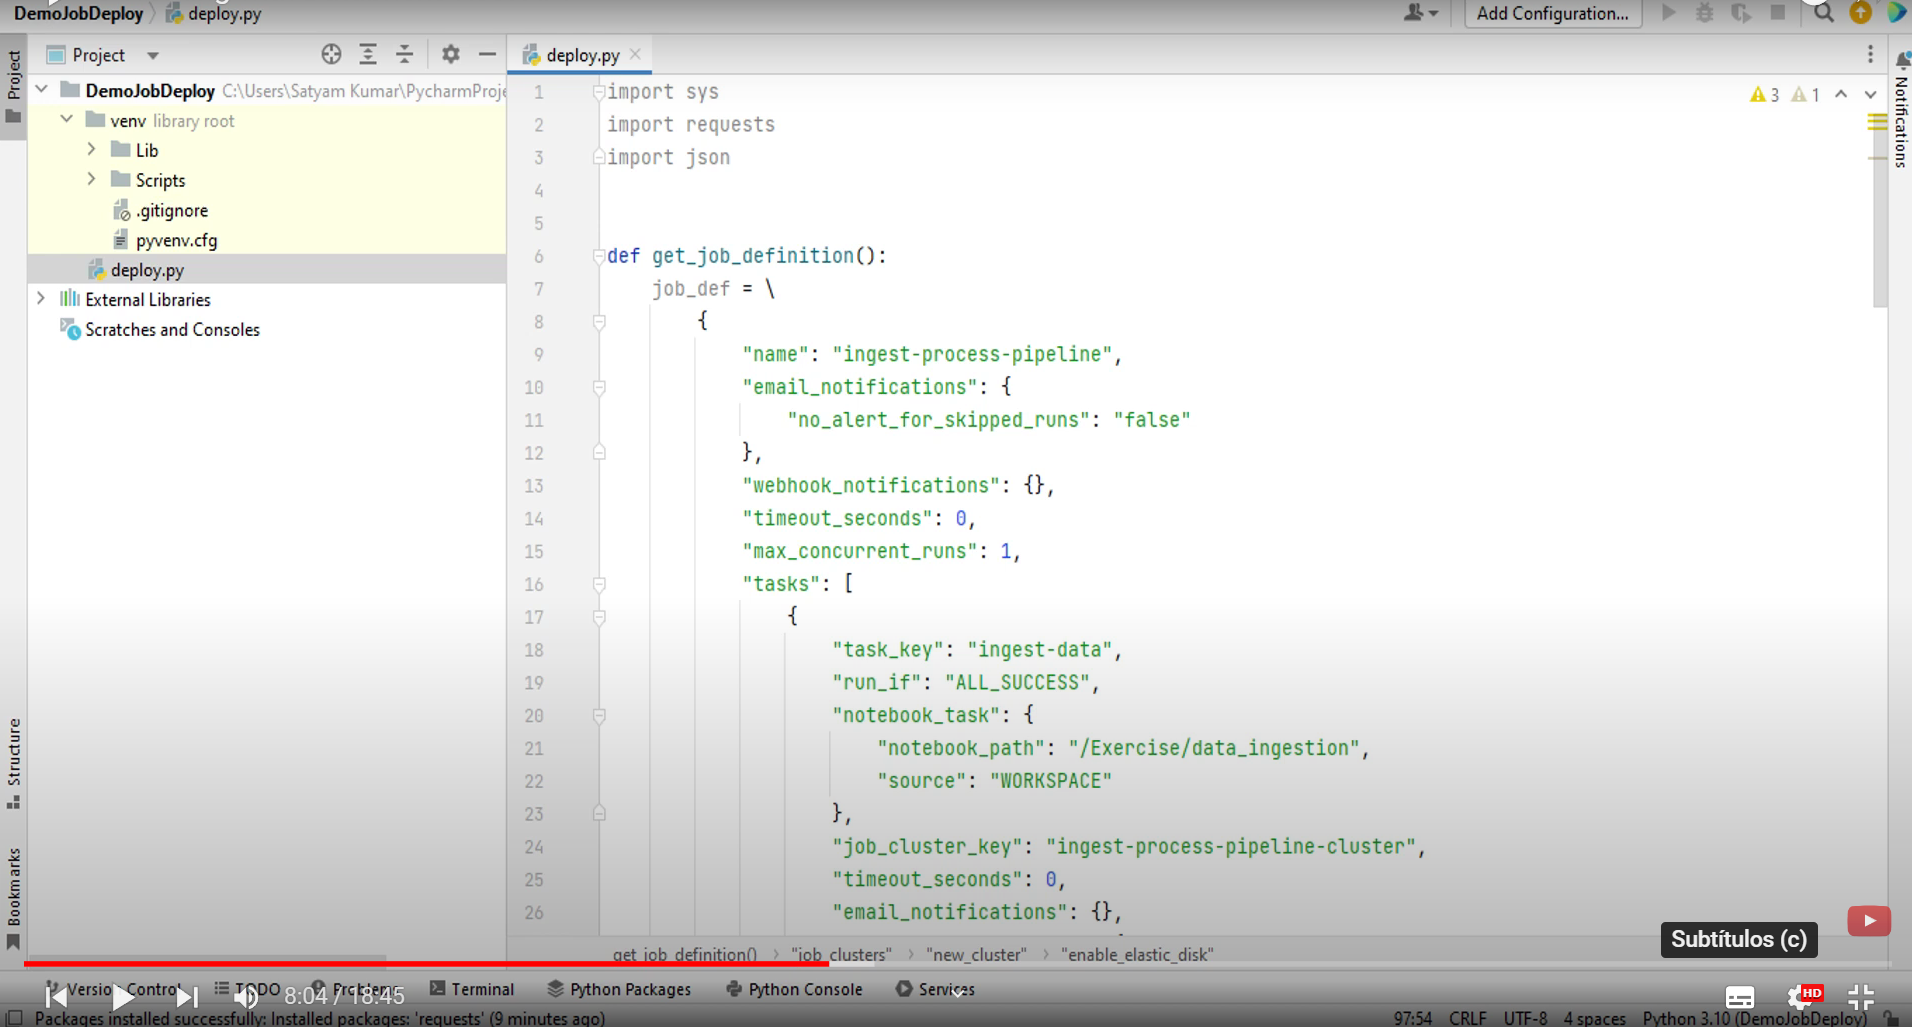 DemoJobDeploy deploy.py
Add Configuration...
Project
deploy.py
Project
DemoJobDeploy C:\Users\Satyam Kumar\PycharmProje
venv library root
Lib
Scripts
.gitignore
pyvenv.cfg
deploy.py
External Libraries
Scratches and Consoles
3 1
Notifications
1 import sys
2 import requests
3 import json
4
5
6 def get_job_definition():
7 job_def = \
8 {
9 "name": "ingest-process-pipeline",
10 "email_notifications": {
11 "no_alert_for_skipped_runs": "false"
12 },
13 "webhook_notifications": {},
14 "timeout_seconds": 0,
15 "max_concurrent_runs": 1,
16 "tasks": [
17 {
18 "task_key": "ingest-data",
19 "run_if": "ALL_SUCCESS",
20 "notebook_task": {
21 "notebook_path": "/Exercise/data_ingestion",
22 "source": "WORKSPACE"
23 },
24 "job_cluster_key": "ingest-process-pipeline-cluster",
25 "timeout_seconds": 0,
26 "email_notifications": {},
Structure
Bookmarks
Subtítulos (c)
get_job_definition() "job_clusters" "new_cluster" "enable_elastic_disk"
Version Control TODO Problems Terminal Python Packages Python Console Services
8:04 / 18:45
HD
Packages installed successfully: Installed packages: 'requests' (9 minutes ago)
97:54 CRLF UTF-8 4 spaces Python 3.10 (DemoJobDeploy)